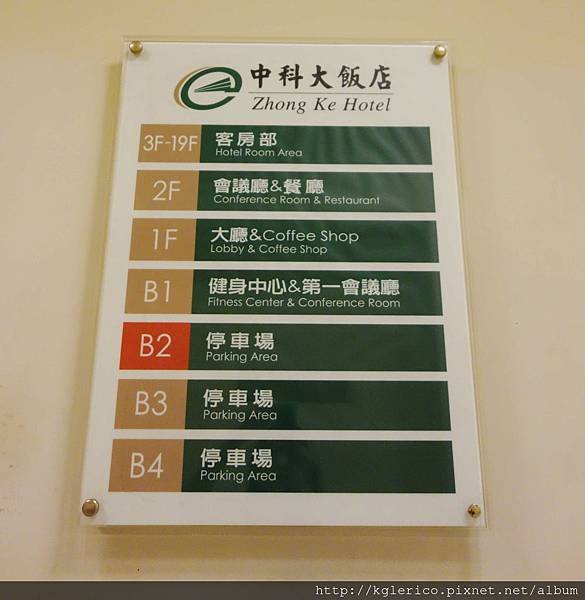 中科大飯店
Zhong Ke Hotel
3F-19F 客房部
Hotel Room Area
2F 會議廳&餐廳
Conference Room & Restaurant
1F 大廳&Coffee Shop
Lobby & Coffee Shop
B1 健身中心&第一會議廳
Fitness Center & Conference Room
B2 停車場
Parking Area
B3 停車場
Parking Area
B4 停車場
Parking Area
http://kglerico.pixnet.net/album